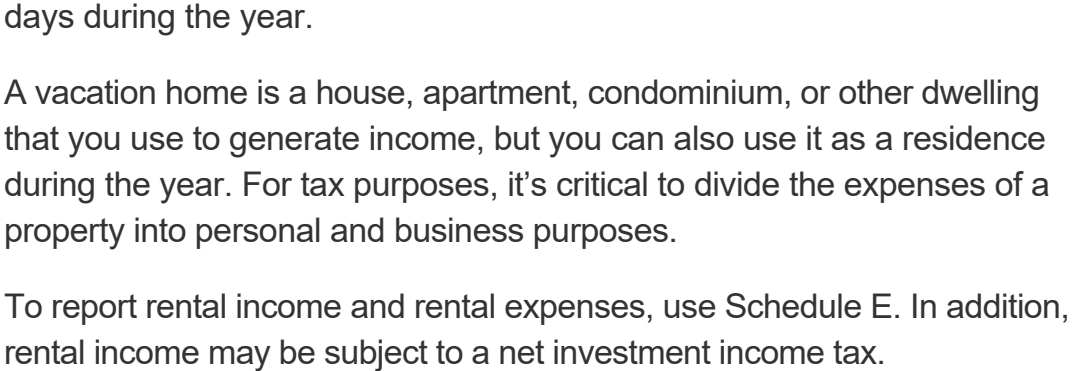 days during the year.
A vacation home is a house, apartment, condominium, or other dwelling
that you use to generate income, but you can also use it as a residence
during the year. For tax purposes, it’s critical to divide the expenses of a
property into personal and business purposes.
To report rental income and rental expenses, use Schedule E. In addition,
rental income may be subject to a net investment income tax.